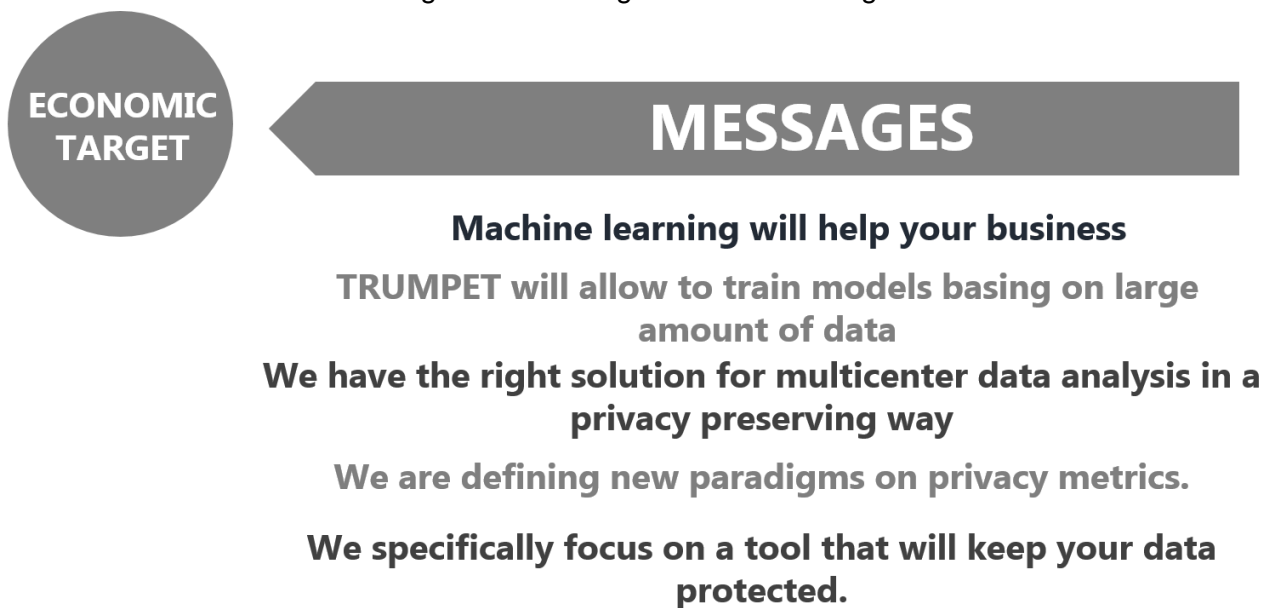 ECONOMIC
TARGET
MESSAGES
Machine learning will help your business
TRUMPET will allow to train models basing on large
amount of data
We have the right solution for multicenter data analysis in a
privacy preserving way
We are defining new paradigms on privacy metrics.
We specifically focus on a tool that will keep your data
protected.